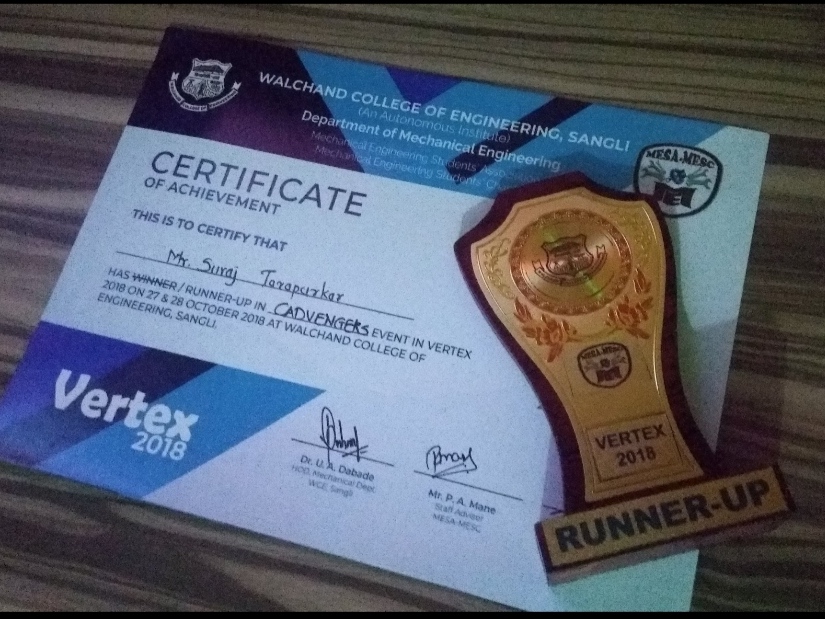 WALCHAND COLLEGE OF ENGINEERING, SANGLI
(An Autonomous Institute)
Department of Mechanical Engineering
Mechanical Engineering Students'
Mechanical Engineering Students'
MESA-MESC
CERTIFICATE
OF ACHIEVEMENT
THIS IS TO CERTIFY THAT
Mr. Suraj Tarapurkar
HAS WINNER / RUNNER-UP IN CADVENGERS EVENT IN VERTEX
2018 ON 27 & 28 OCTOBER 2018 AT WALCHAND COLLEGE OF
ENGINEERING, SANGLI.
Vertex
2018
Dr. U. A. Dabade
HOD, Mechanical Dept.
WCE, Sangli
Mr. P. A. Mane
Staff Advisor
MESA-MESC
MESA-MESC
VERTEX
2018
RUNNER-UP